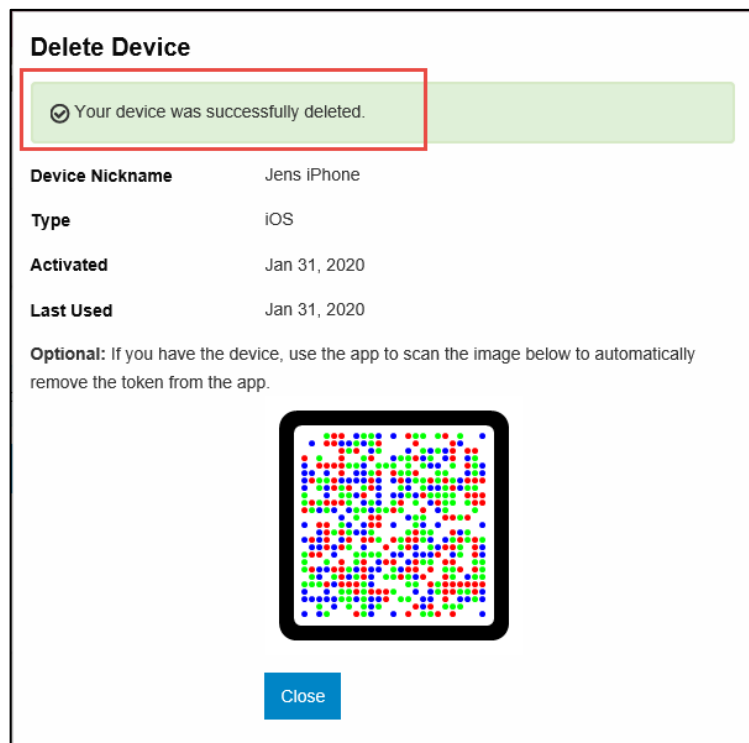 Delete Device
Your device was successfully deleted.
Device Nickname Jens iPhone
Type iOS
Activated Jan 31, 2020
Last Used Jan 31, 2020
Optional: If you have the device, use the app to scan the image below to automatically
remove the token from the app.
Close